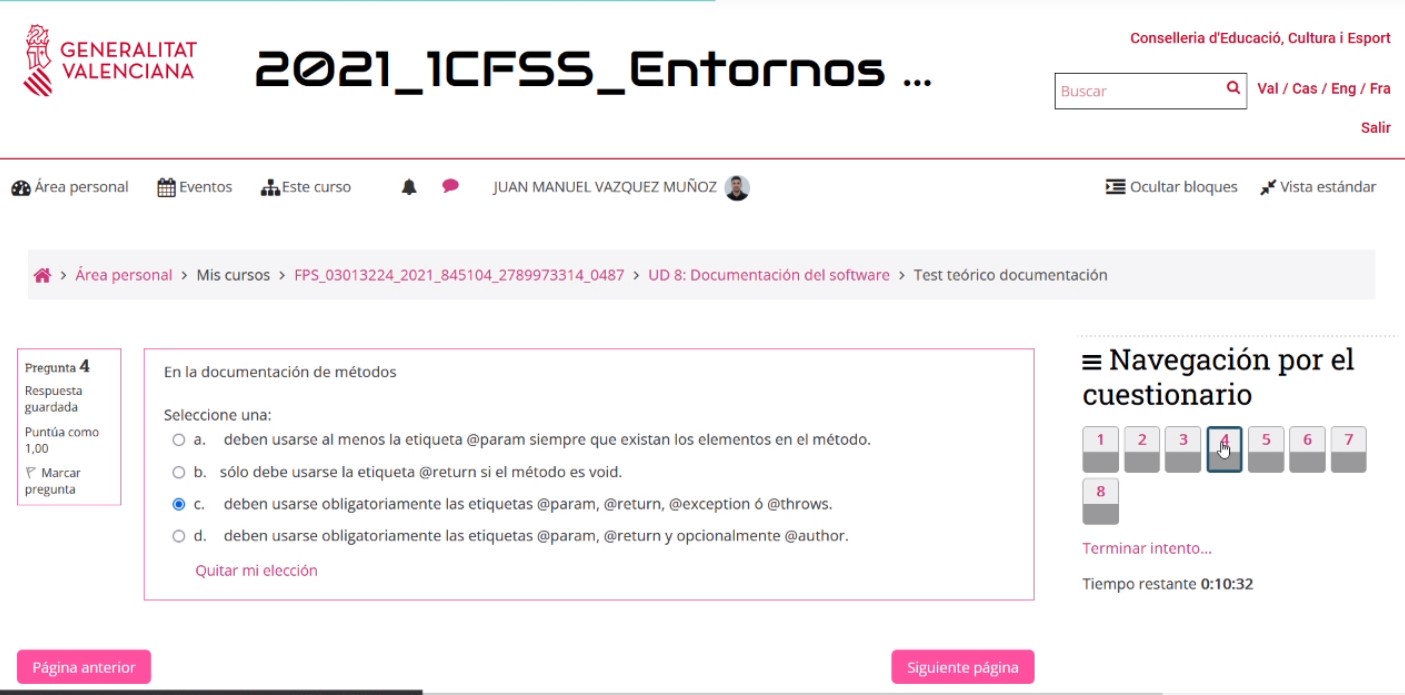 GENERALITAT
VALENCIANA
2021_1CFSS_Entornos ...
Conselleria d'Educació, Cultura i Esport
Buscar
Val / Cas / Eng / Fra
Salir
Área personal
Eventos
Este curso
JUAN MANUEL VAZQUEZ MUÑOZ
Ocultar bloques
Vista estándar
> Área personal > Mis cursos > FPS_03013224_2021_845104_2789973314_0487 > UD 8: Documentación del software > Test teórico documentación
Pregunta 4
Respuesta
guardada
Puntúa como
1,00
Marcar
pregunta
En la documentación de métodos
Seleccione una:
a. deben usarse al menos la etiqueta @param siempre que existan los elementos en el método.
b. sólo debe usarse la etiqueta @return si el método es void.
c. deben usarse obligatoriamente las etiquetas @param, @return, @exception ó @throws.
d. deben usarse obligatoriamente las etiquetas @param, @return y opcionalmente @author.
Quitar mi elección
Navegación por el
cuestionario
1 2 3 4 5 6 7
8
Terminar intento...
Tiempo restante 0:10:32
Página anterior
Siguiente página